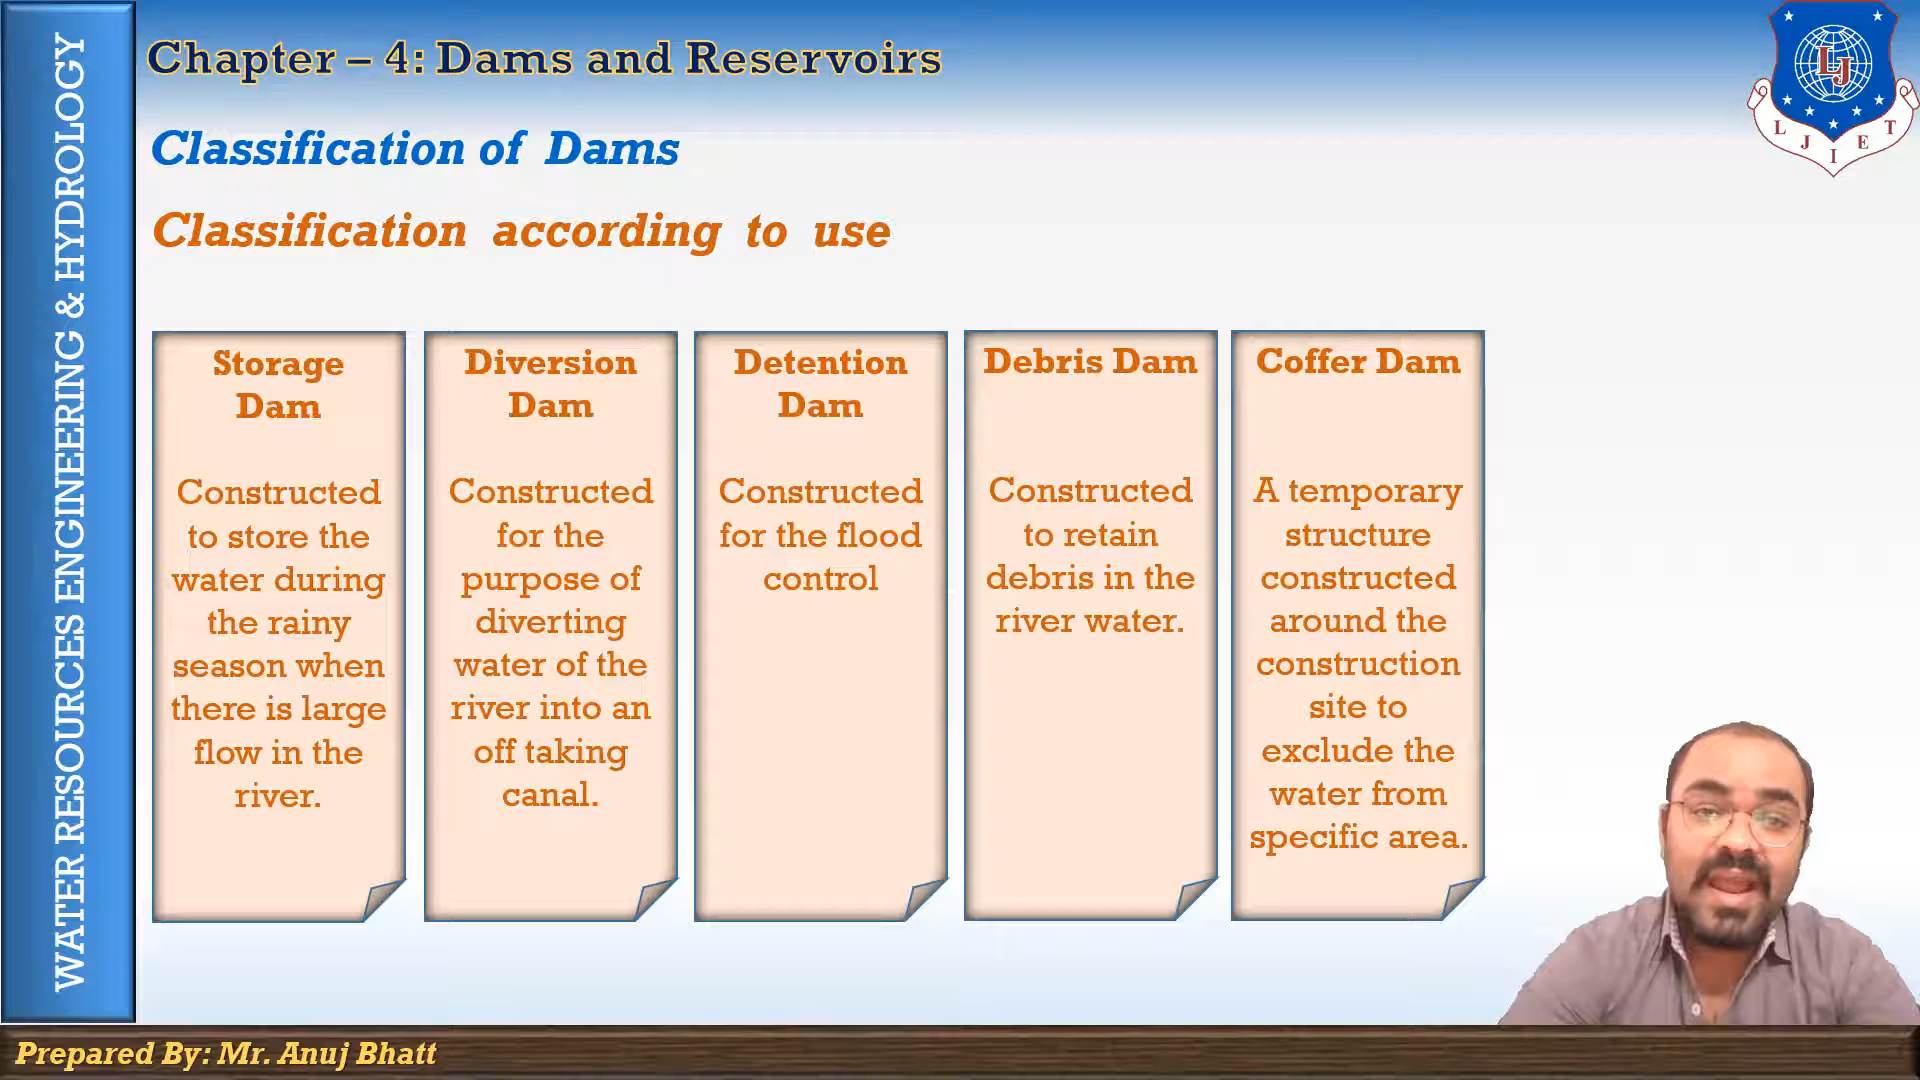 WATER RESOURCES ENGINEERING & HYDROLOGY
Chapter – 4: Dams and Reservoirs
Classification of Dams
Classification according to use
Storage
Dam
Constructed
to store the
water during
the rainy
season when
there is large
flow in the
river.
Diversion
Dam
Constructed
for the
purpose of
diverting
water of the
river into an
off taking
canal.
Detention
Dam
Constructed
for the flood
control
Debris Dam
Constructed
to retain
debris in the
river water.
Coffer Dam
A temporary
structure
constructed
around the
construction
site to
exclude the
water from
specific area.
LJ
L J I E T
Prepared By: Mr. Anuj Bhatt